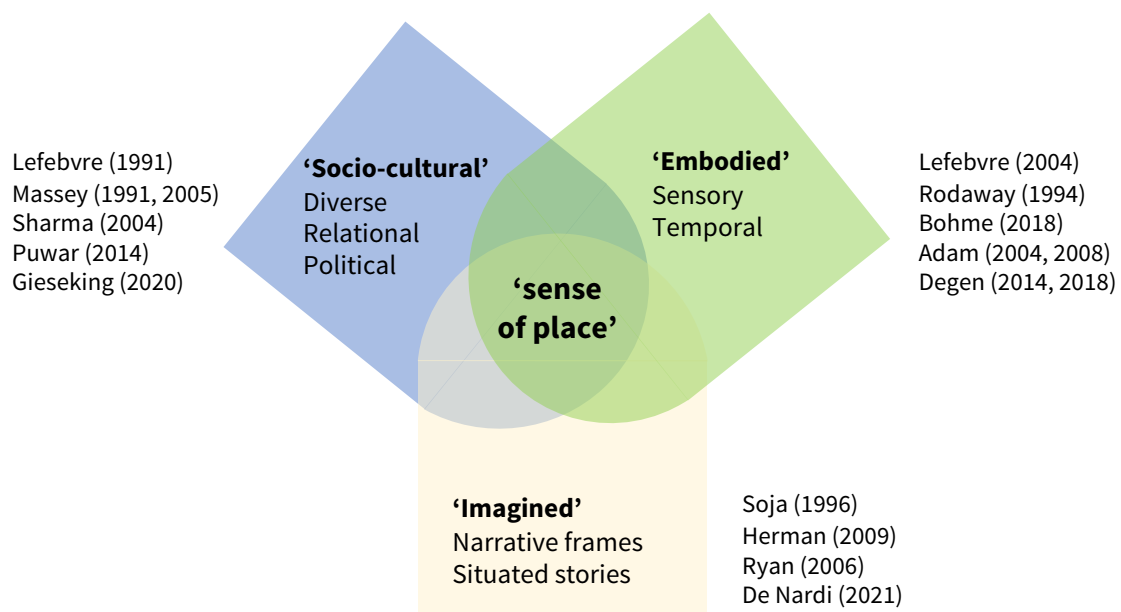 Lefebvre (1991)
Massey (1991, 2005)
Sharma (2004)
Puwar (2014)
Gieseking (2020)
‘Socio-cultural’
Diverse
Relational
Political
‘Embodied’
Sensory
Temporal
Lefebvre (2004)
Rodaway (1994)
Bohme (2018)
Adam (2004, 2008)
Degen (2014, 2018)
‘sense
of place’
‘Imagined’
Narrative frames
Situated stories
Soja (1996)
Herman (2009)
Ryan (2006)
De Nardi (2021)